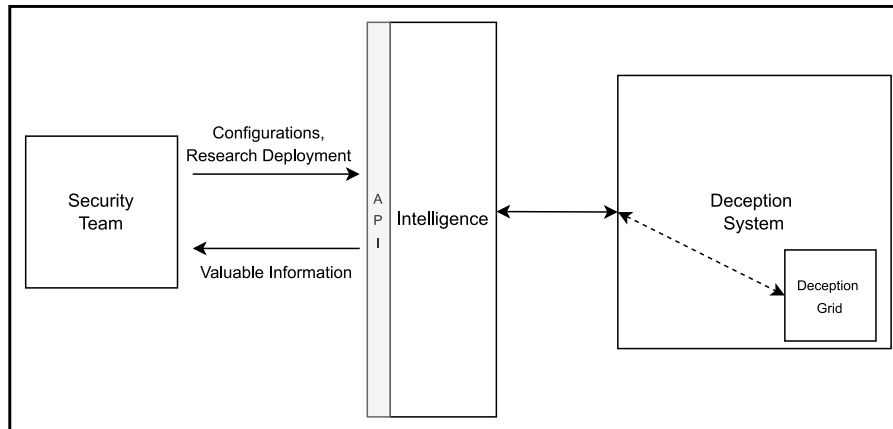 Configurations,
Research Deployment
Security
Team
Valuable Information
A
P
I
Intelligence
Deception
System
Deception
Grid